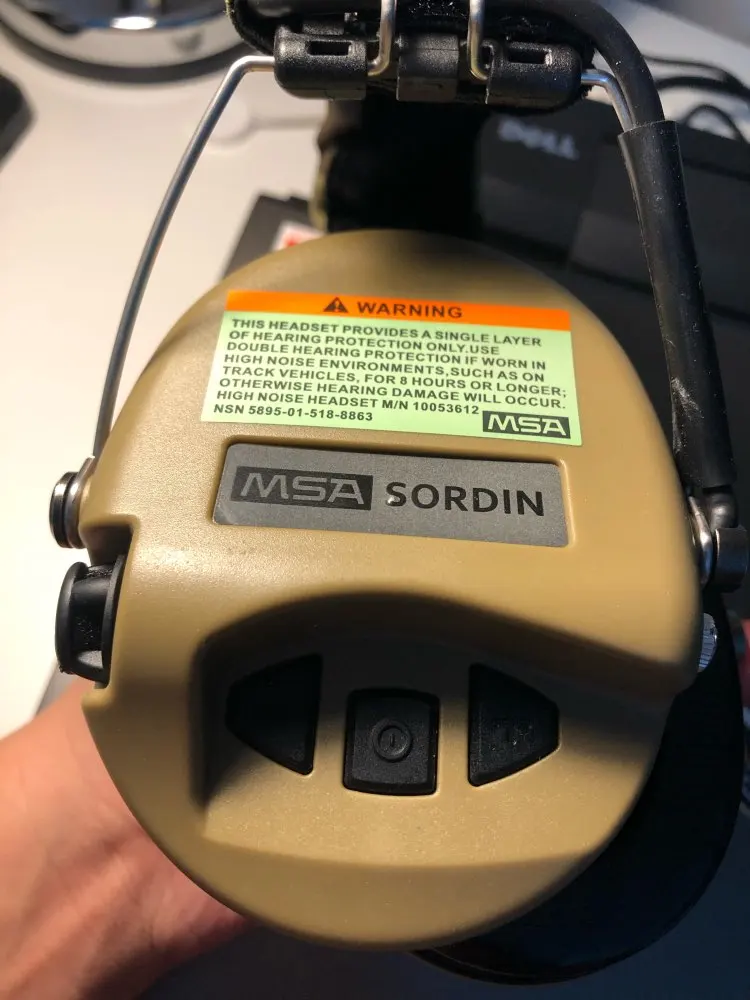 DELL
WARNING
THIS HEADSET PROVIDES A SINGLE LAYER
OF HEARING PROTECTION ONLY.USE
DOUBLE HEARING PROTECTION IF WORN IN
HIGH NOISE ENVIRONMENTS,SUCH AS ON
TRACK VEHICLES, FOR 8 HOURS OR LONGER;
OTHERWISE HEARING DAMAGE WILL OCCUR.
HIGH NOISE HEADSET M/N 10053612
NSN 5895-01-518-8863
MSA
MSA SORDIN